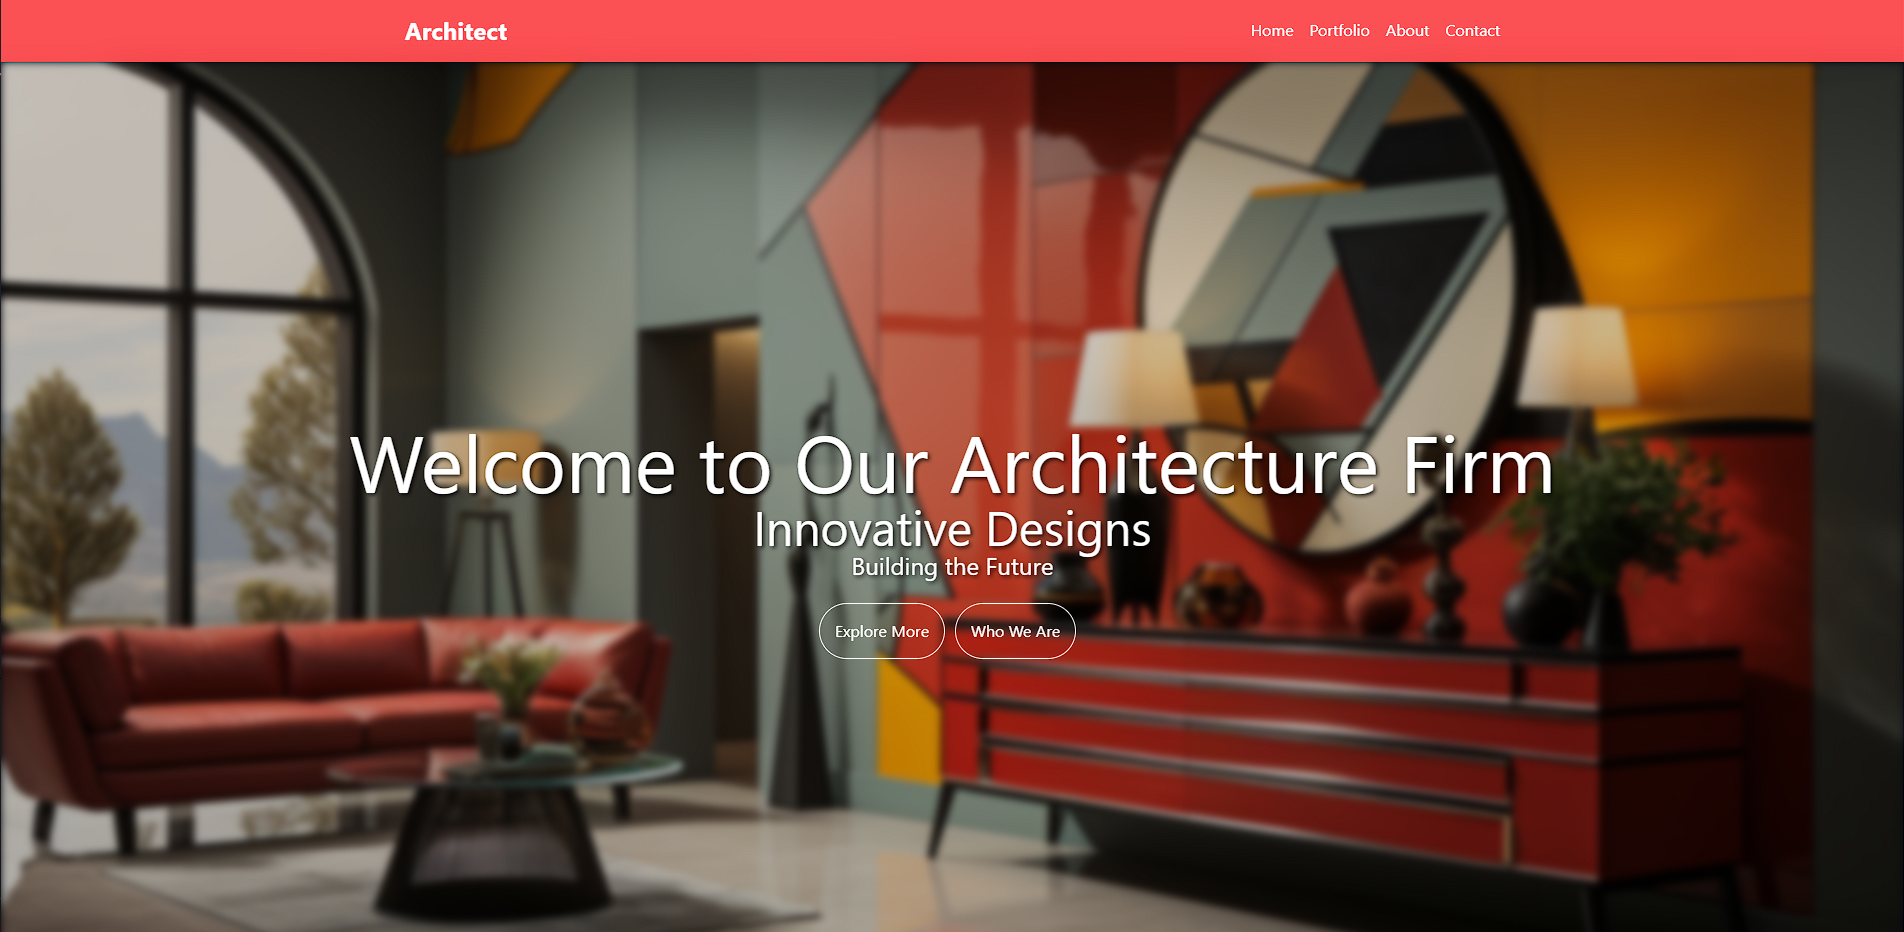 Architect
Home Portfolio About Contact
Welcome to Our Architecture Firm
Innovative Designs
Building the Future
Explore More
Who We Are